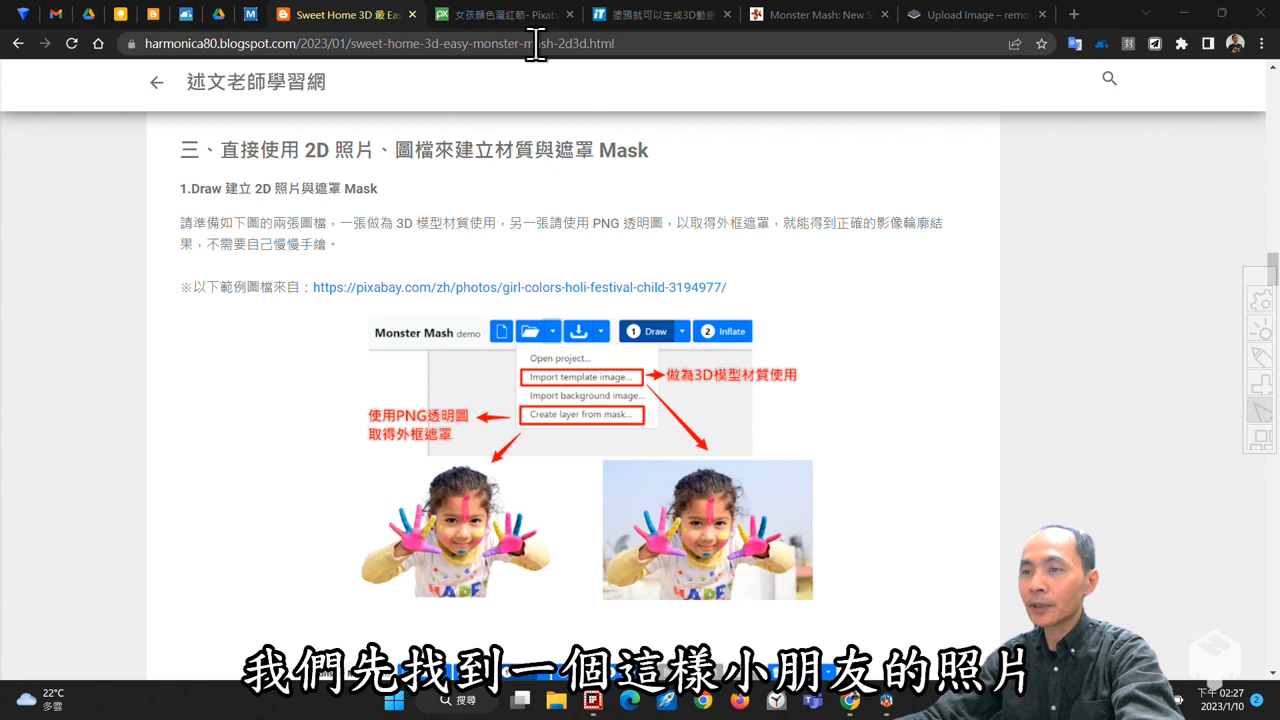 Sweet Home 3D 最 Eas
女孩顏色灑紅節- Pixab
塗鴉就可以生成3D動畫
Monster Mash: New S
Upload Image – remov
harmonica80.blogspot.com/2023/01/sweet-home-3d-easy-monster-mash-2d3d.html
述文老師學習網
三、直接使用 2D 照片、圖檔來建立材質與遮罩 Mask
1.Draw 建立 2D 照片與遮罩 Mask
請準備如下圖的兩張圖檔，一張做為 3D 模型材質使用，另一張請使用 PNG 透明圖，以取得外框遮罩，就能得到正確的影像輪廓結
果，不需要自己慢慢手繪。
※以下範例圖檔來自：https://pixabay.com/zh/photos/girl-colors-holi-festival-child-3194977/
Monster Mash demo
1 Draw
2 Inflate
Open project...
Import template image...
做為3D模型材質使用
Import background image...
Create layer from mask...
使用PNG透明圖
取得外框遮罩
我們先找到一個這樣小朋友的照片
22°C
多雲
搜尋
下午 02:27
2023/1/10
2